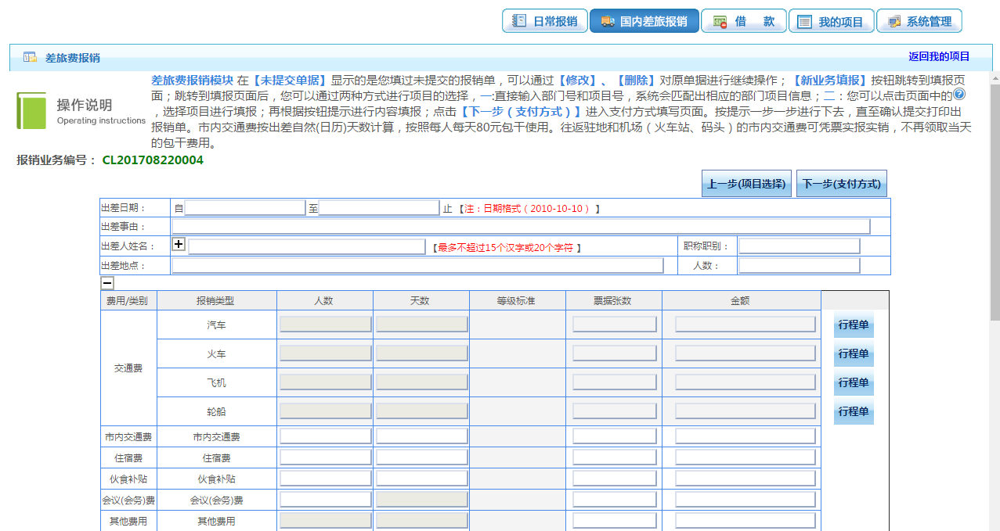 日常报销 国内差旅报销 借 款 我的项目 系统管理
差旅费报销 返回我的项目
操作说明
Operating instructions
差旅费报销模块 在【未提交单据】显示的是您填过未提交的报销单，可以通过【修改】、【删除】对原单据进行继续操作；【新业务填报】按钮跳转到填报页
面；跳转到填报页面后，您可以通过两种方式进行项目的选择，一:直接输入部门号和项目号，系统会匹配出相应的部门项目信息；二：您可以点击页面中的
，选择项目进行填报；再根据按钮提示进行内容填报；点击【下一步（支付方式）】进入支付方式填写页面。按提示一步一步进行下去，直至确认提交打印出
报销单。市内交通费按出差自然(日历)天数计算，按照每人每天80元包干使用。往返驻地和机场（火车站、码头）的市内交通费可凭票实报实销，不再领取当天
的包干费用。
报销业务编号： CL201708220004
上一步(项目选择) 下一步(支付方式)
出差日期： 自 至 止 【注：日期格式（2010-10-10）】
出差事由：
出差人姓名： 【最多不超过15个汉字或20个字符 】 职称职别：
出差地点： 人数：
费用/类别 报销类型 人数 天数 等级标准 票据张数 金额
交通费 汽车 行程单
火车 行程单
飞机 行程单
轮船 行程单
市内交通费 市内交通费
住宿费 住宿费
伙食补贴 伙食补贴
会议(会务)费 会议(会务)费
其他费用 其他费用